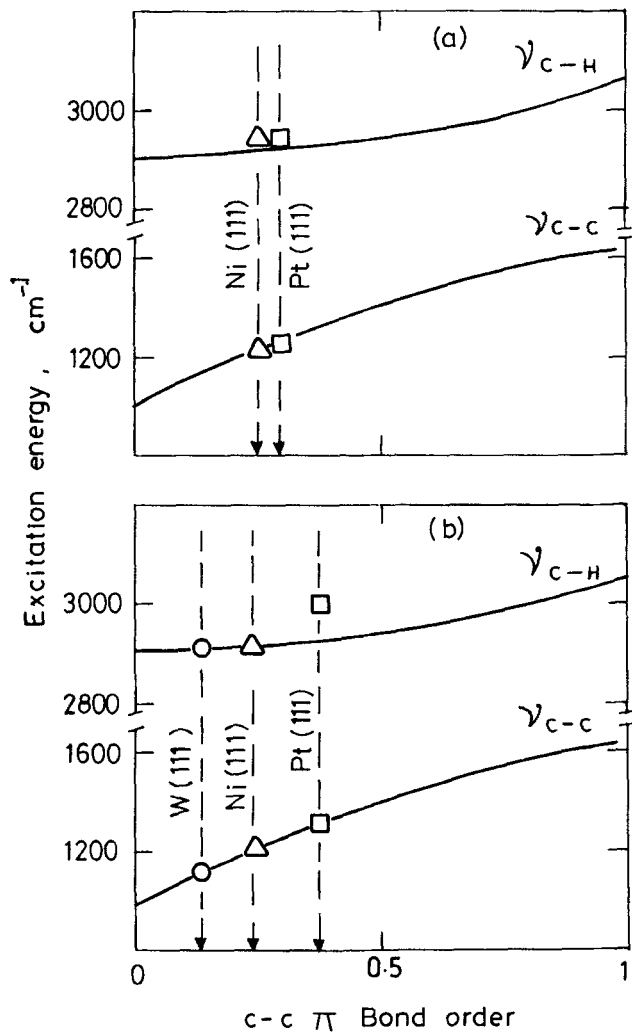 (a)
ν C-H
3000
2800
ν C-C
1600
1200
Ni (111)
Pt (111)
Excitation energy, cm⁻¹
(b)
ν C-H
3000
2800
ν C-C
1600
1200
W (111)
Ni (111)
Pt (111)
0
0.5
1
c-c π Bond order